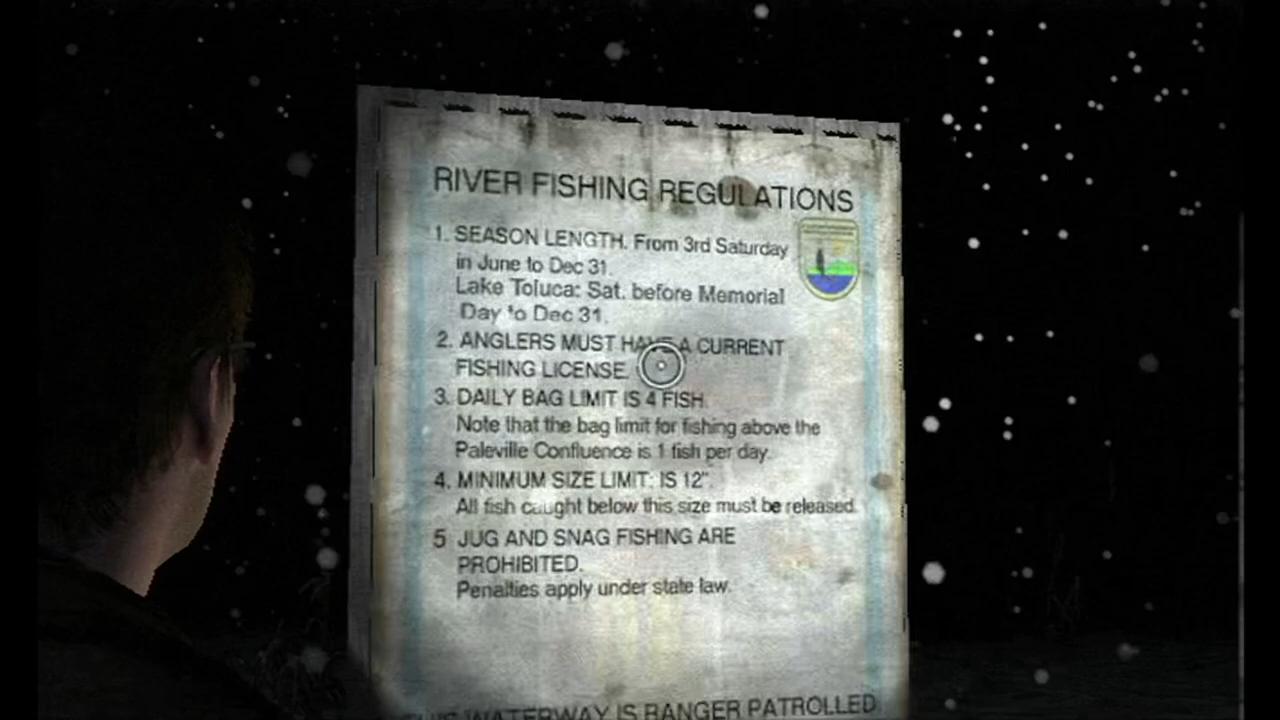 RIVER FISHING REGULATIONS
1. SEASON LENGTH. From 3rd Saturday
in June to Dec 31.
Lake Toluca: Sat. before Memorial
Day to Dec 31.
2. ANGLERS MUST HAVE A CURRENT
FISHING LICENSE.
3. DAILY BAG LIMIT IS 4 FISH.
Note that the bag limit for fishing above the
Paleville Confluence is 1 fish per day.
4. MINIMUM SIZE LIMIT: IS 12".
All fish caught below this size must be released.
5 JUG AND SNAG FISHING ARE
PROHIBITED.
Penalties apply under state law.
WATERWAY IS RANGER PATROLLED